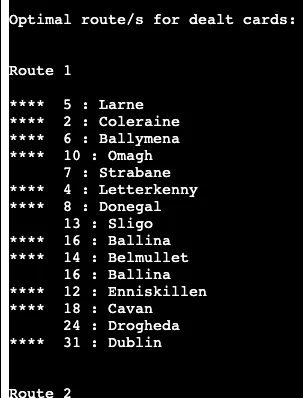 Optimal route/s for dealt cards:
Route 1
**** 5 : Larne
**** 2 : Coleraine
**** 6 : Ballymena
**** 10 : Omagh
7 : Strabane
**** 4 : Letterkenny
**** 8 : Donegal
13 : Sligo
**** 16 : Ballina
**** 14 : Belmullet
16 : Ballina
**** 12 : Enniskillen
**** 18 : Cavan
24 : Drogheda
**** 31 : Dublin
Route 2